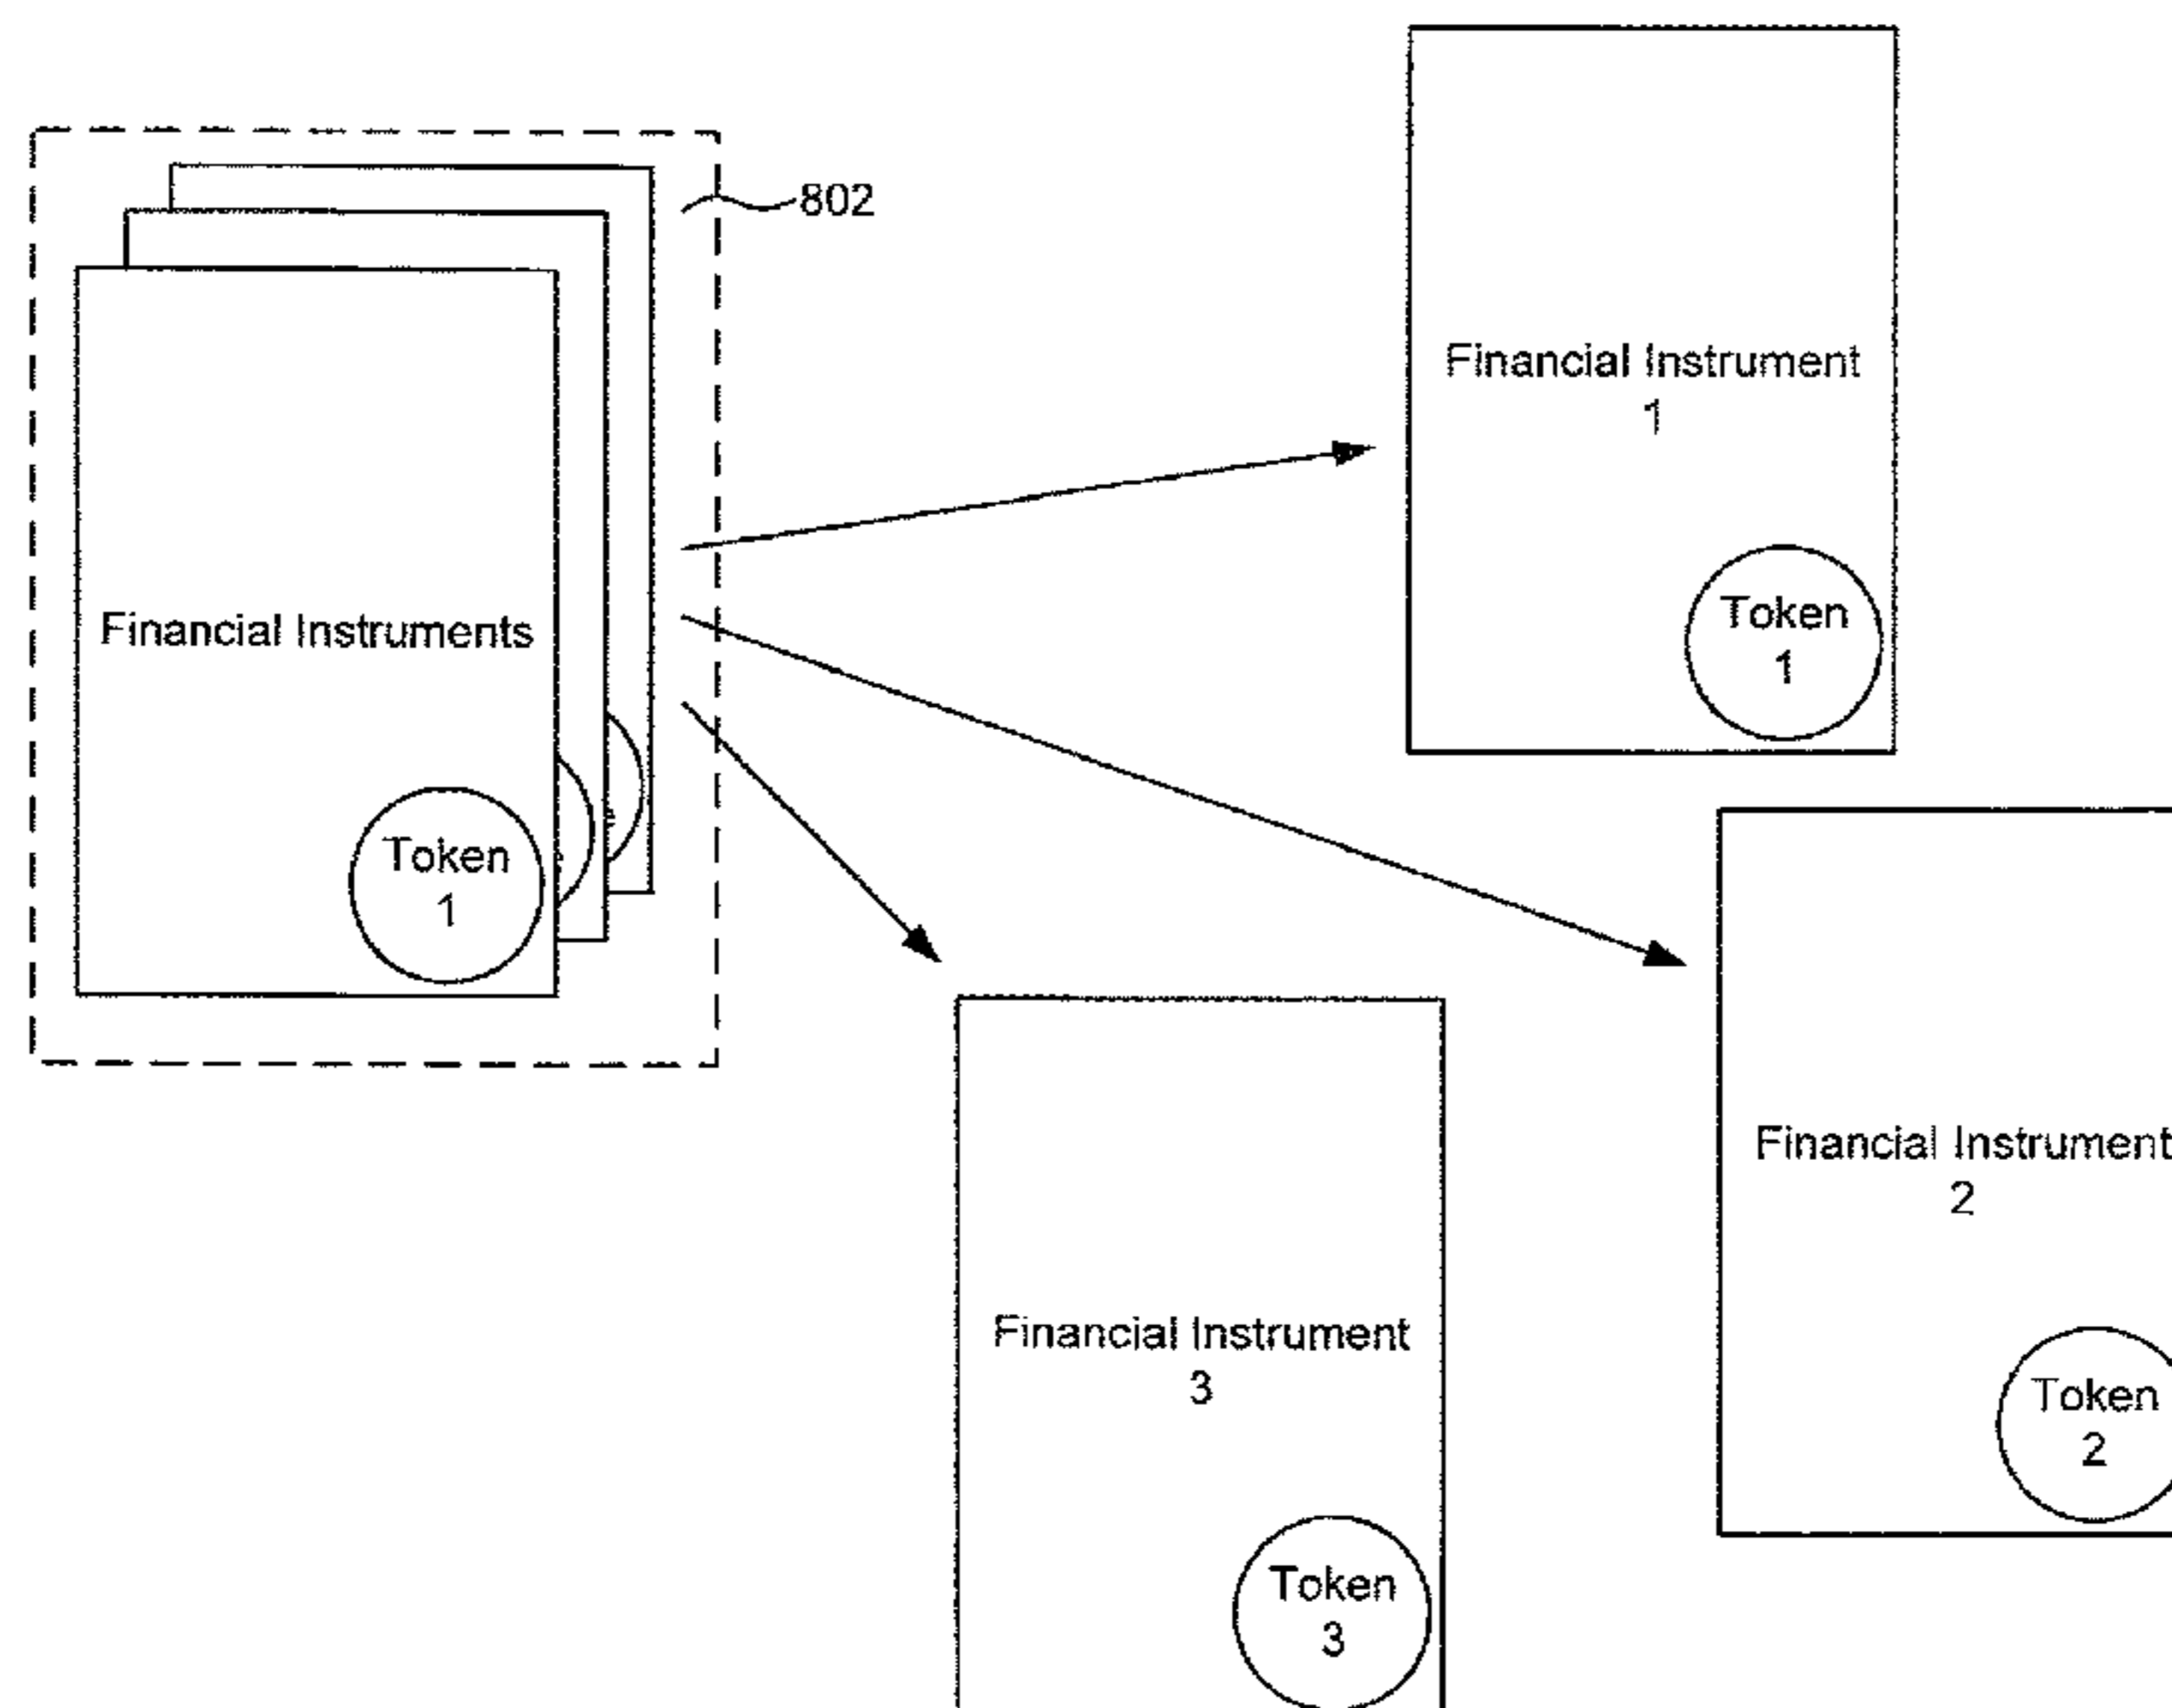 802
Financial Instruments
Token
1
Financial Instrument
1
Token
1
Financial Instrument
2
Token
2
Financial Instrument
3
Token
3